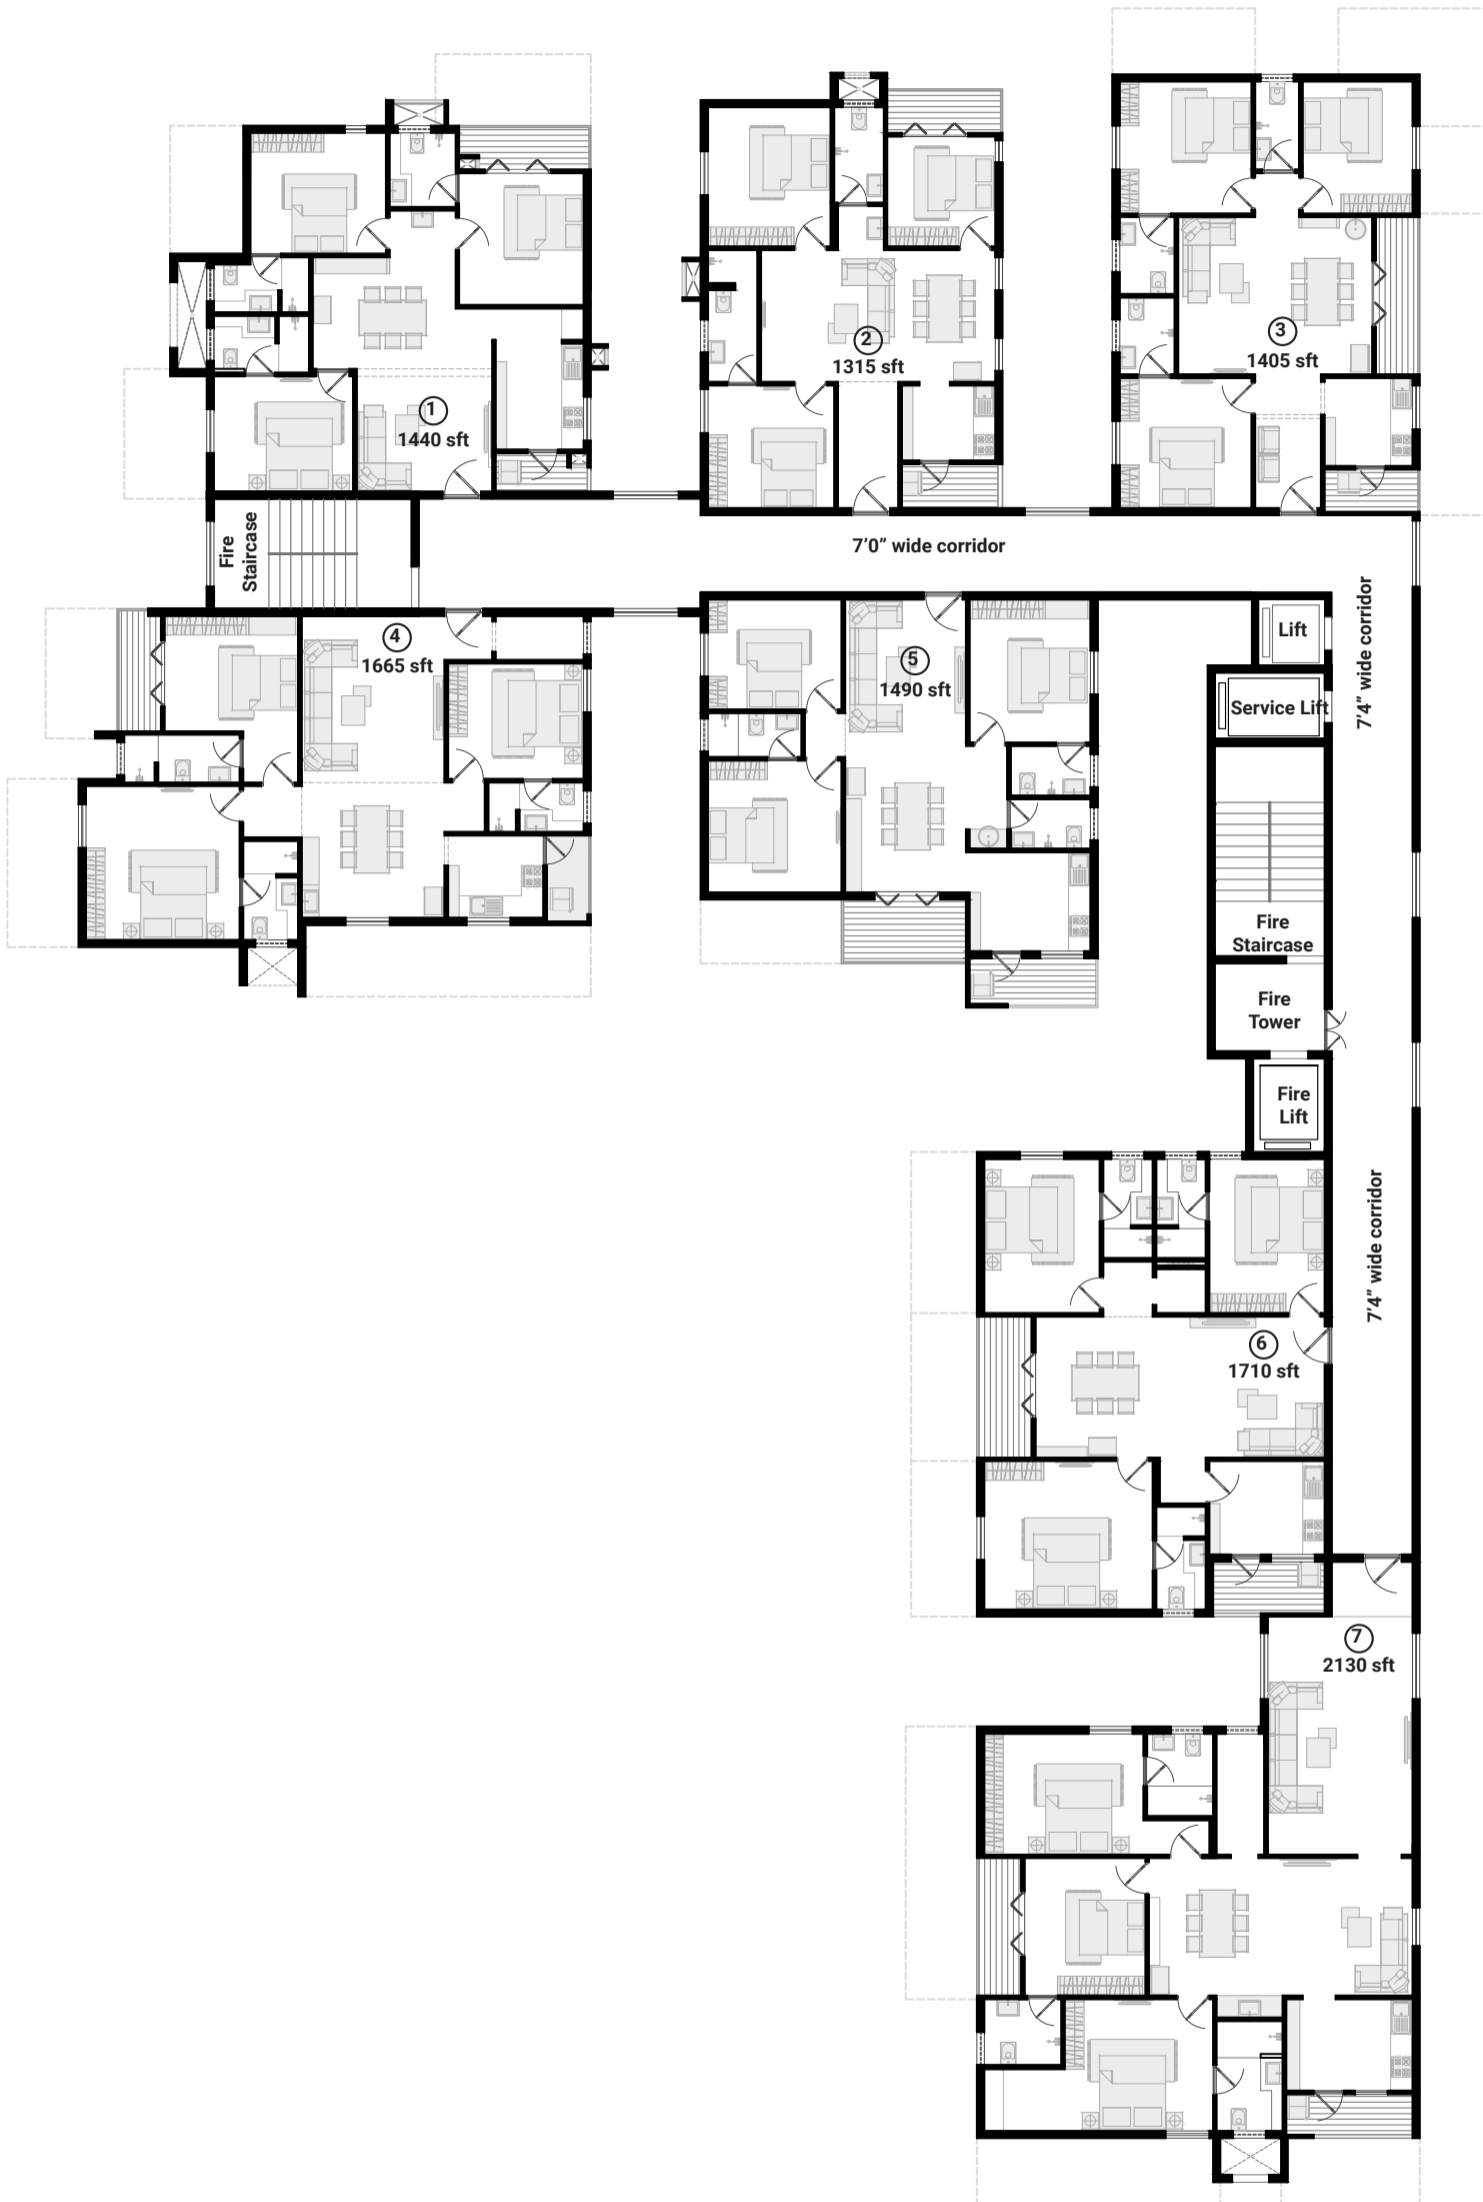 1
1440 sft
2
1315 sft
3
1405 sft
Fire
Staircase
7’0” wide corridor
4
1665 sft
5
1490 sft
Lift
7’4” wide corridor
Service Lift
Fire
Staircase
Fire
Tower
Fire
Lift
7’4” wide corridor
6
1710 sft
7
2130 sft